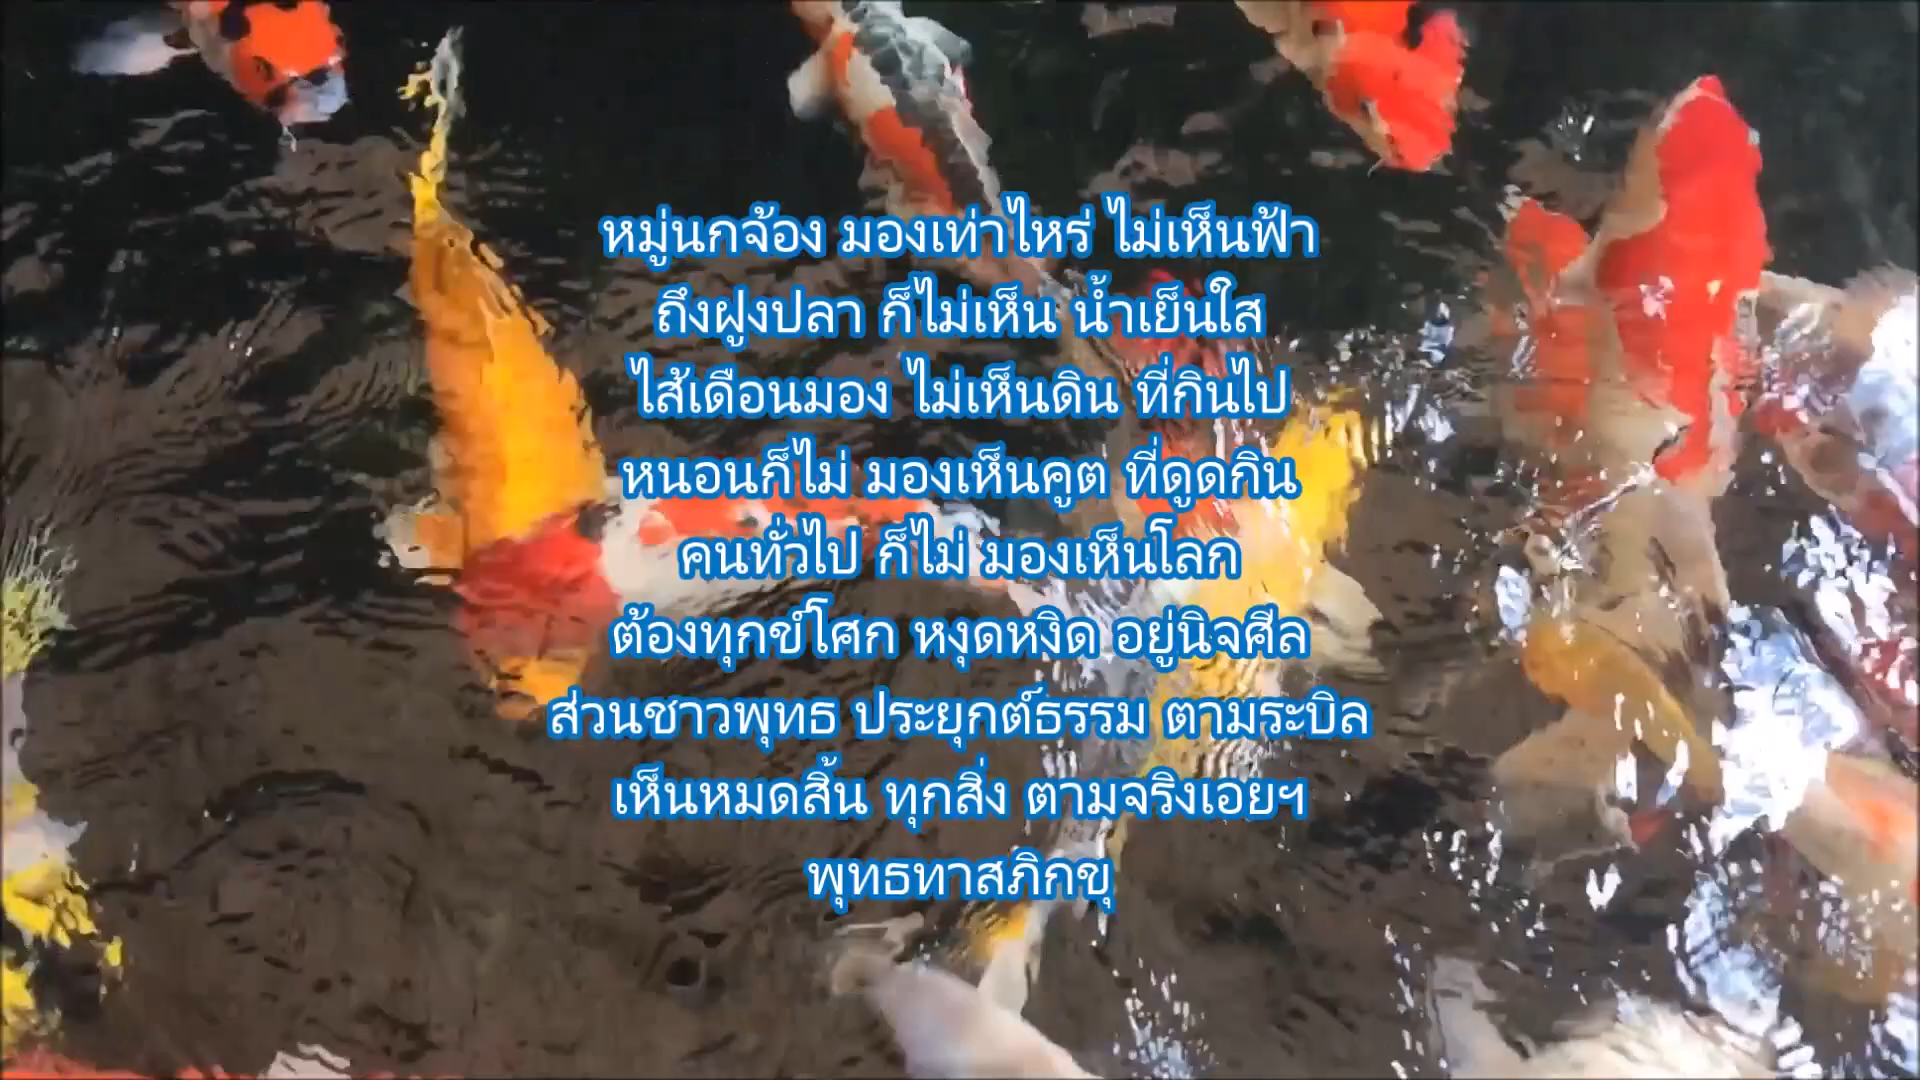 หมู่นกจ้อง มองเท่าไหร่ ไม่เห็นฟ้า
ถึงฝูงปลา ก็ไม่เห็น น้ำเย็นใส
ไส้เดือนมอง ไม่เห็นดิน ที่กินไป
หนอนก็ไม่ มองเห็นคูต ที่ดูดกิน
คนทั่วไป ก็ไม่ มองเห็นโลก
ต้องทุกข์โศก หงุดหงิด อยู่นิจศีล
ส่วนชาวพุทธ ประยุกต์ธรรม ตามระบิล
เห็นหมดสิ้น ทุกสิ่ง ตามจริงเอยฯ
พุทธทาสภิกขุ